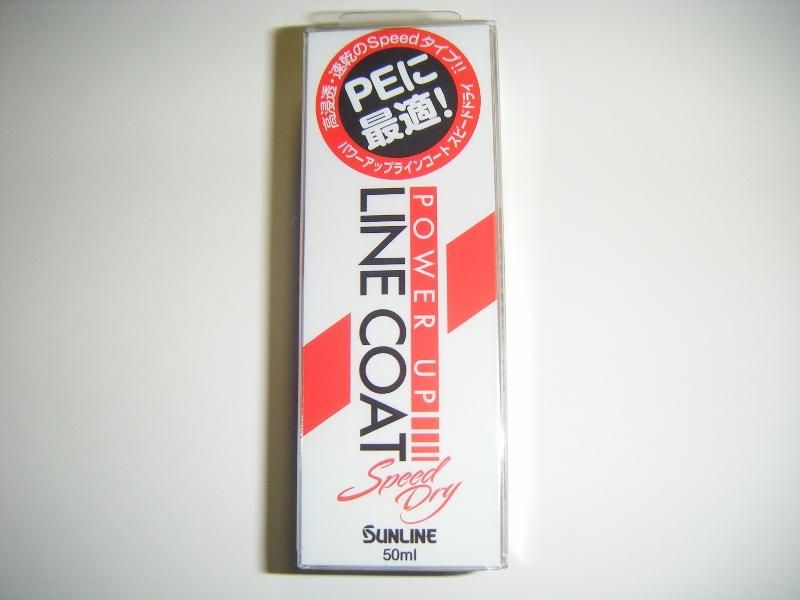 高浸透・速乾のSpeedタイプ!!
PEに
最適!
パワーアップラインコート スピードドライ
POWER UP
LINE COAT
Speed
Dry
SUNLINE
50ml